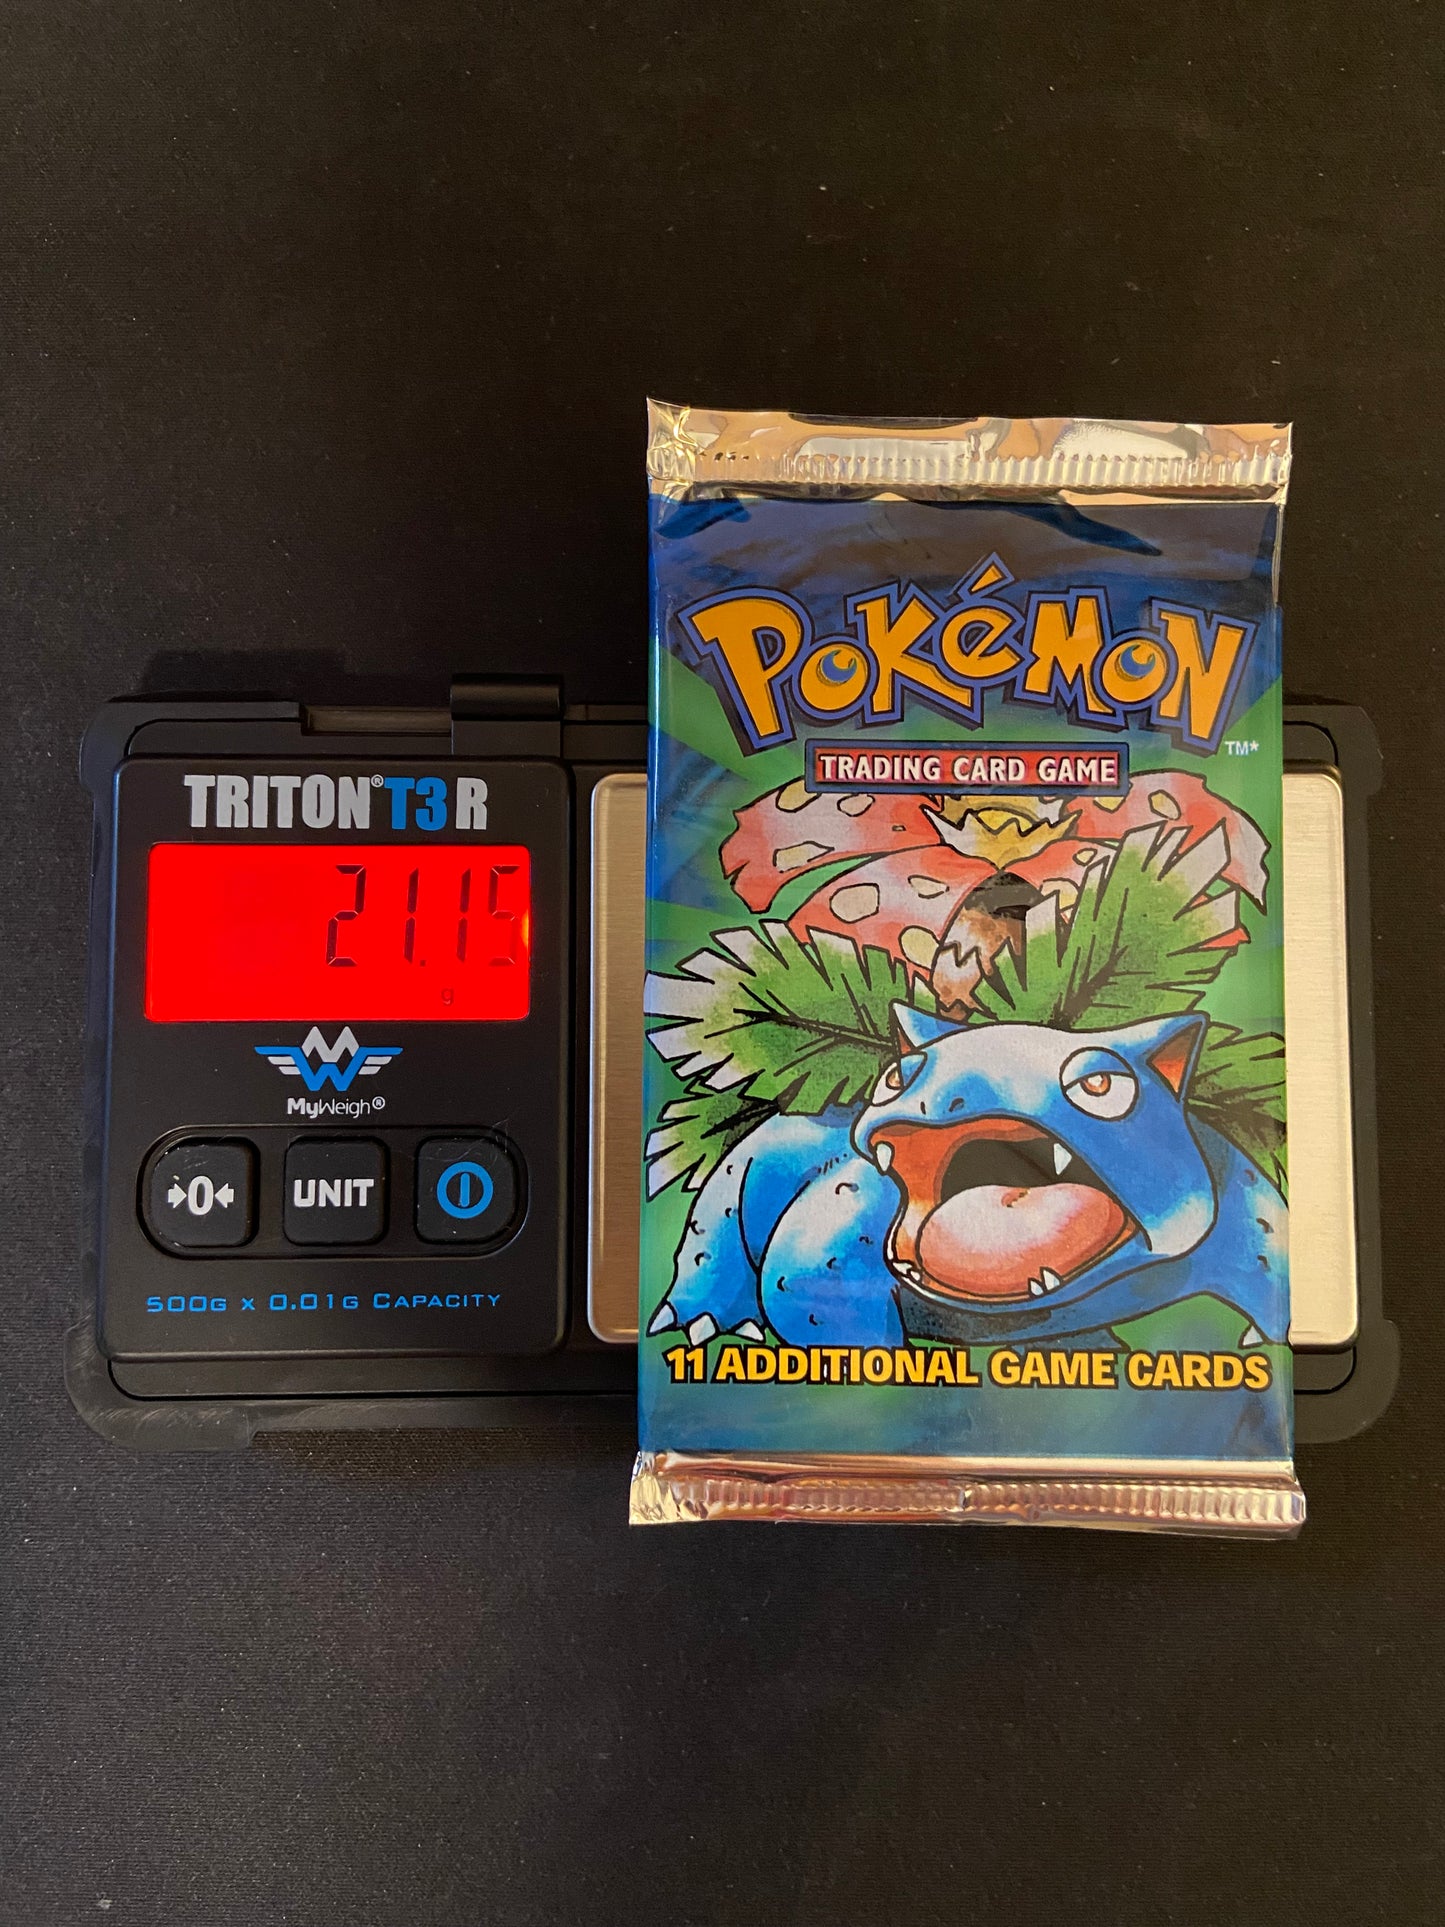 POKéMON
TM*
TRADING CARD GAME
TRITON® T3 R
21.15
g
MW
MyWeigh®
→0← UNIT
500G x 0.01G CAPACITY
11 ADDITIONAL GAME CARDS